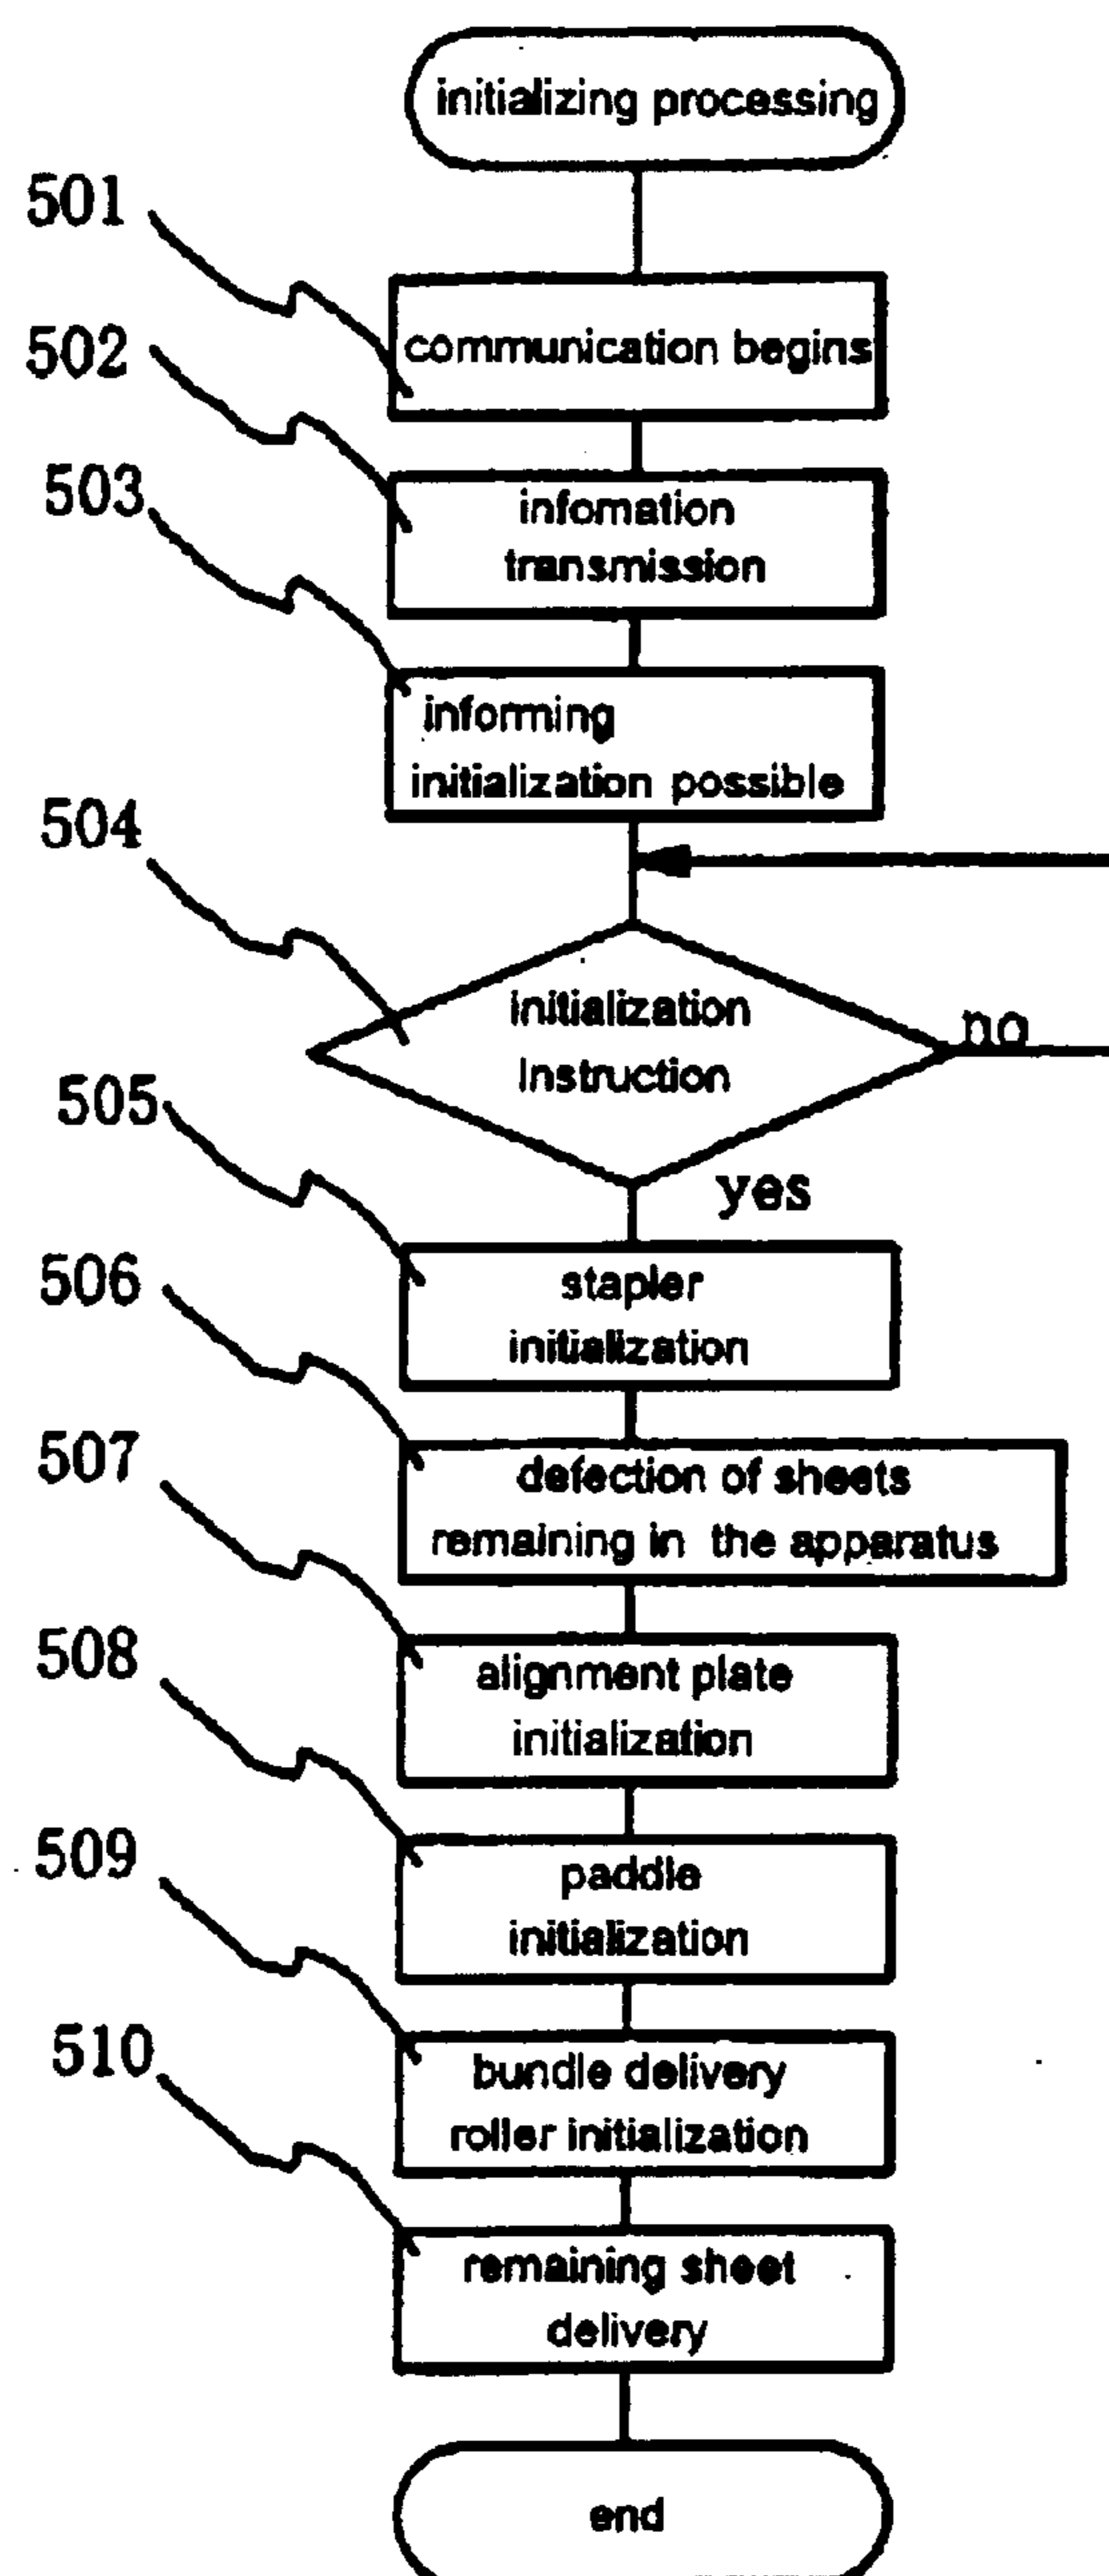 initializing processing
501
communication begins
502
infomation
transmission
503
informing
initialization possible
504
initialization
Instruction
no
yes
505
stapler
initialization
506
defection of sheets
remaining in the apparatus
507
alignment plate
initialization
508
paddle
initialization
509
bundle delivery
roller initialization
510
remaining sheet
delivery
end